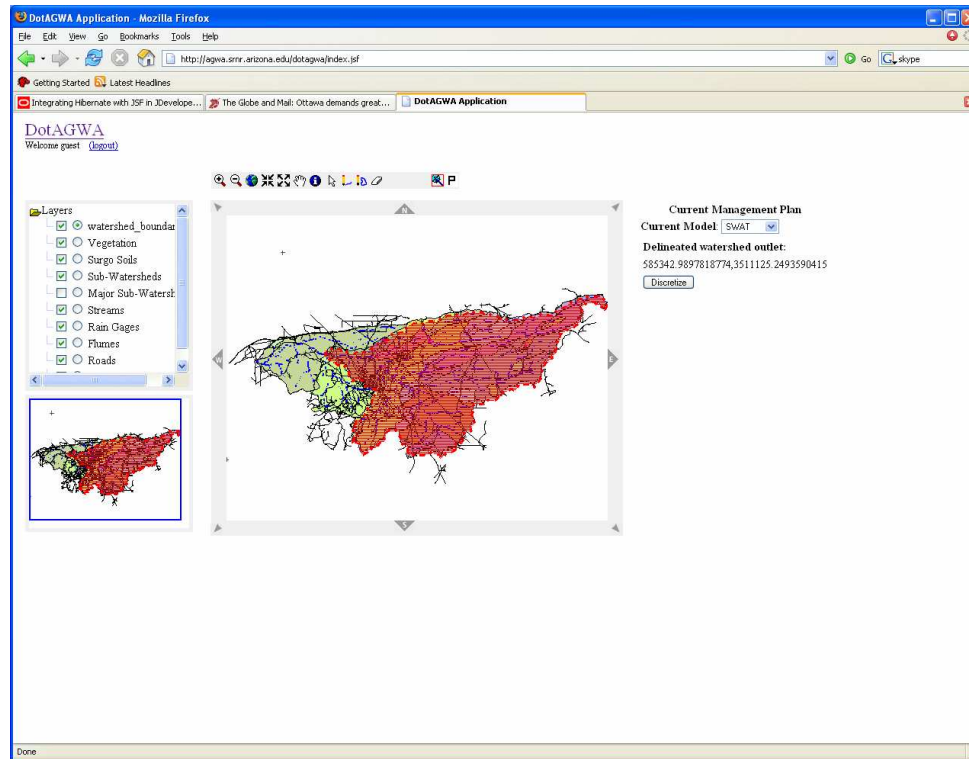 DotAGWA Application - Mozilla Firefox
File Edit View Go Bookmarks Tools Help
http://agwa.srnr.arizona.edu/dotagwa/index.jsf
Go
G skype
Getting Started Latest Headlines
Integrating Hibernate with JSF in JDevelope...
The Globe and Mail: Ottawa demands great...
DotAGWA Application
DotAGWA
Welcome guest (logout)
P
Layers
watershed_boundar
Vegetation
Surgo Soils
Sub-Watersheds
Major Sub-Watersh
Streams
Rain Gages
Flumes
Roads
N
W
E
S
Current Management Plan
Current Model: SWAT
Delineated watershed outlet:
585342.9897818774,3511125.2493590415
Discretize
Done